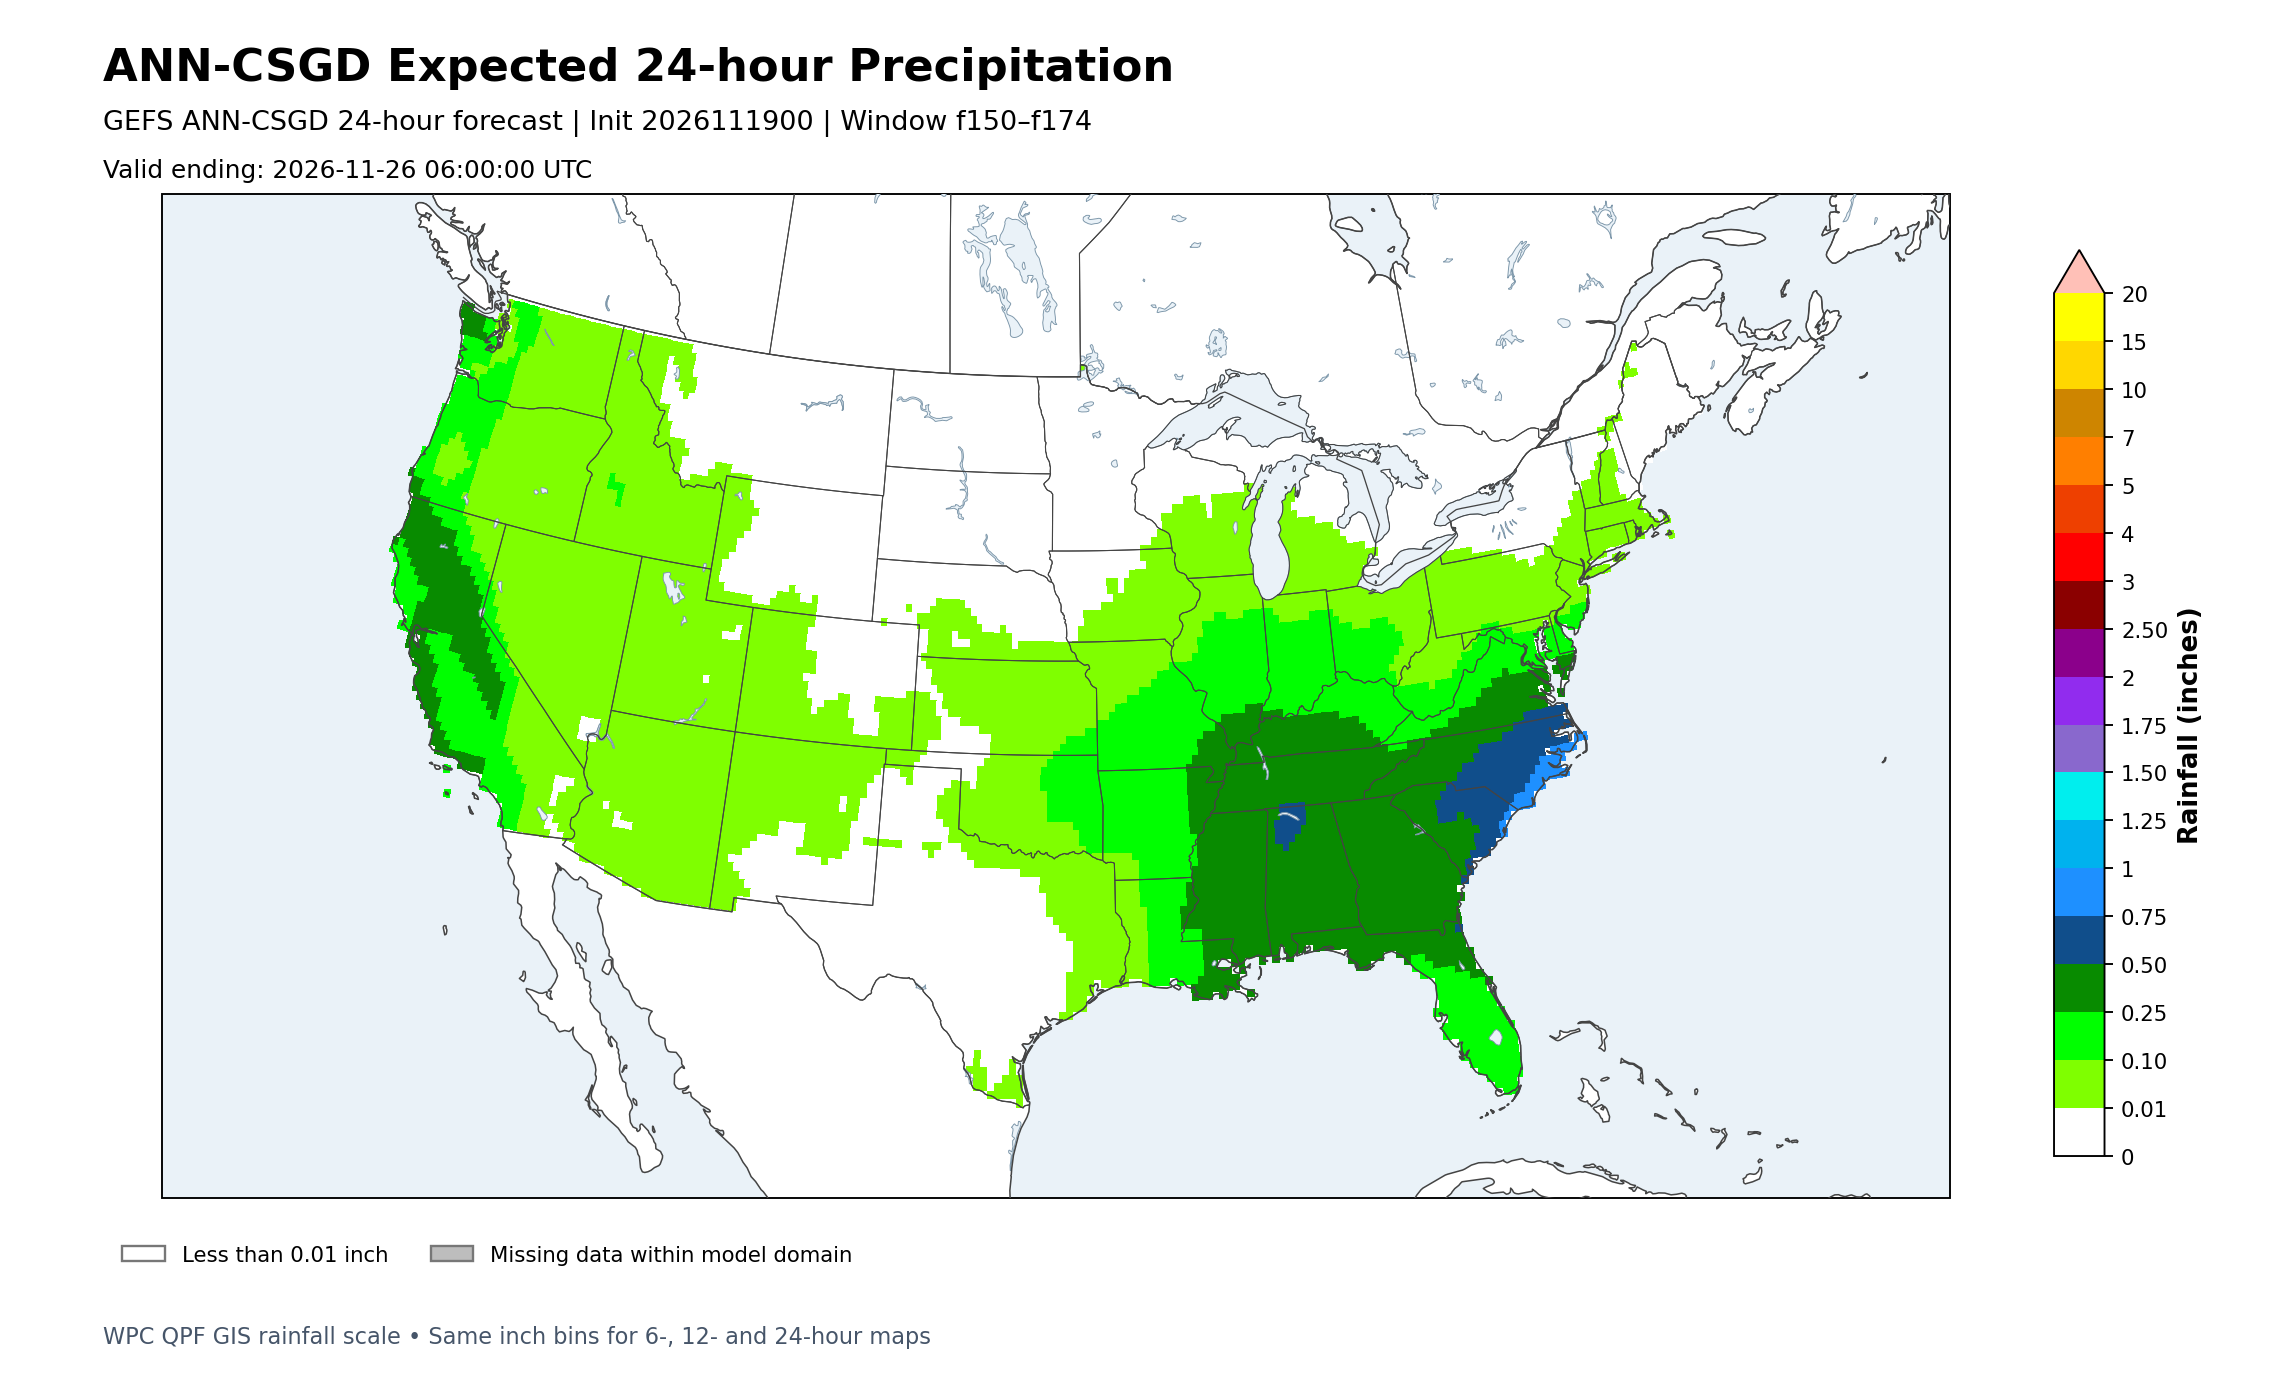 ANN-CSGD Expected 24-hour Precipitation
GEFS ANN-CSGD 24-hour forecast | Init 2026111900 | Window f150–f174
Valid ending: 2026-11-26 06:00:00 UTC
20
15
10
7
5
4
3
2.50
2
1.75
1.50
1.25
1
0.75
0.50
0.25
0.10
0.01
0
Rainfall (inches)
Less than 0.01 inch
Missing data within model domain
WPC QPF GIS rainfall scale • Same inch bins for 6-, 12- and 24-hour maps